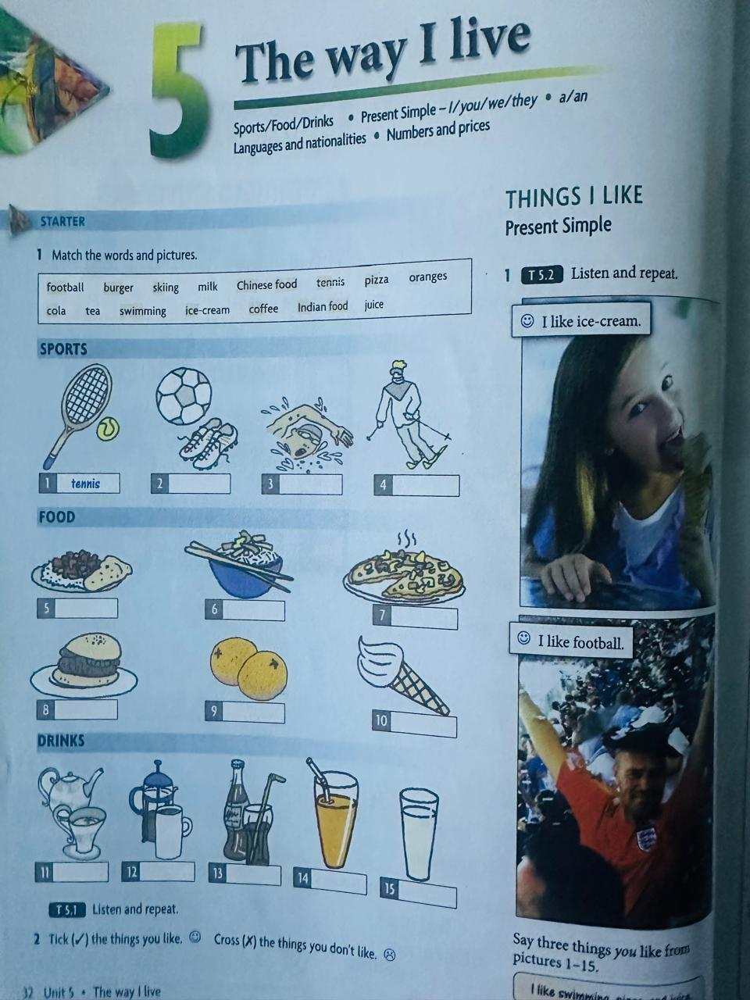 5
The way I live
Sports/Food/Drinks • Present Simple – I/you/we/they • a/an
Languages and nationalities • Numbers and prices
STARTER
1 Match the words and pictures.
football burger skiing milk Chinese food tennis pizza oranges
cola tea swimming ice-cream coffee Indian food juice
SPORTS
1 tennis
2
3
4
FOOD
5
6
7
8
9
10
DRINKS
11
12
13
14
15
T 5.1 Listen and repeat.
2 Tick (✓) the things you like. ☺ Cross (✗) the things you don't like. ☹
32 Unit 5 • The way I live
THINGS I LIKE
Present Simple
1 T 5.2 Listen and repeat.
☺ I like ice-cream.
☺ I like football.
Say three things you like from
pictures 1–15.
I like swimming,